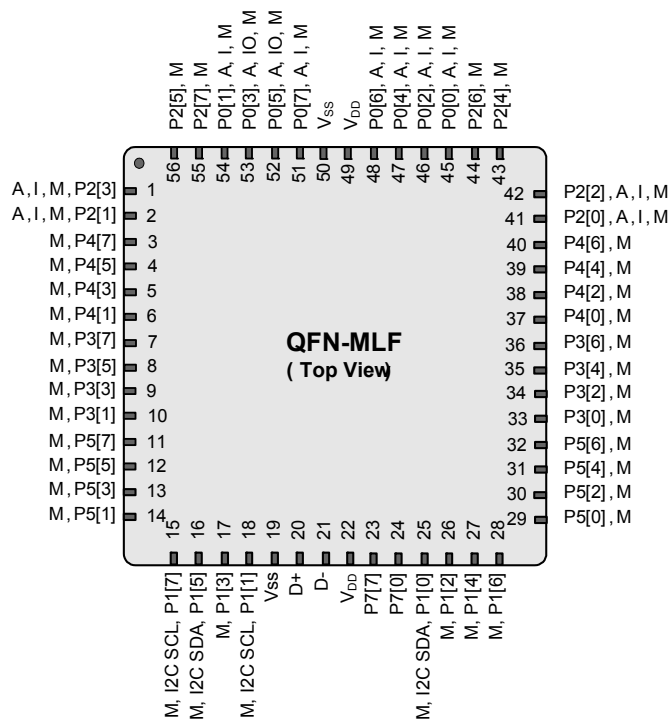 P2[5], M
P2[7], M
P0[1], A, I, M
P0[3], A, IO, M
P0[5], A, IO, M
P0[7], A, I, M
VSS
VDD
P0[6], A, I, M
P0[4], A, I, M
P0[2], A, I, M
P0[0], A, I, M
P2[6], M
P2[4], M
56
55
54
53
52
51
50
49
48
47
46
45
44
43
A, I, M, P2[3] 1
A, I, M, P2[1] 2
M, P4[7] 3
M, P4[5] 4
M, P4[3] 5
M, P4[1] 6
M, P3[7] 7
M, P3[5] 8
M, P3[3] 9
M, P3[1] 10
M, P5[7] 11
M, P5[5] 12
M, P5[3] 13
M, P5[1] 14
QFN-MLF
( Top View)
42 P2[2], A, I, M
41 P2[0], A, I, M
40 P4[6], M
39 P4[4], M
38 P4[2], M
37 P4[0], M
36 P3[6], M
35 P3[4], M
34 P3[2], M
33 P3[0], M
32 P5[6], M
31 P5[4], M
30 P5[2], M
29 P5[0], M
15
16
17
18
19
20
21
22
23
24
25
26
27
28
M, I2C SCL, P1[7]
M, I2C SDA, P1[5]
M, P1[3]
M, I2C SCL, P1[1]
Vss
D+
D-
VDD
P7[7]
P7[0]
M, I2C SDA, P1[0]
M, P1[2]
M, P1[4]
M, P1[6]